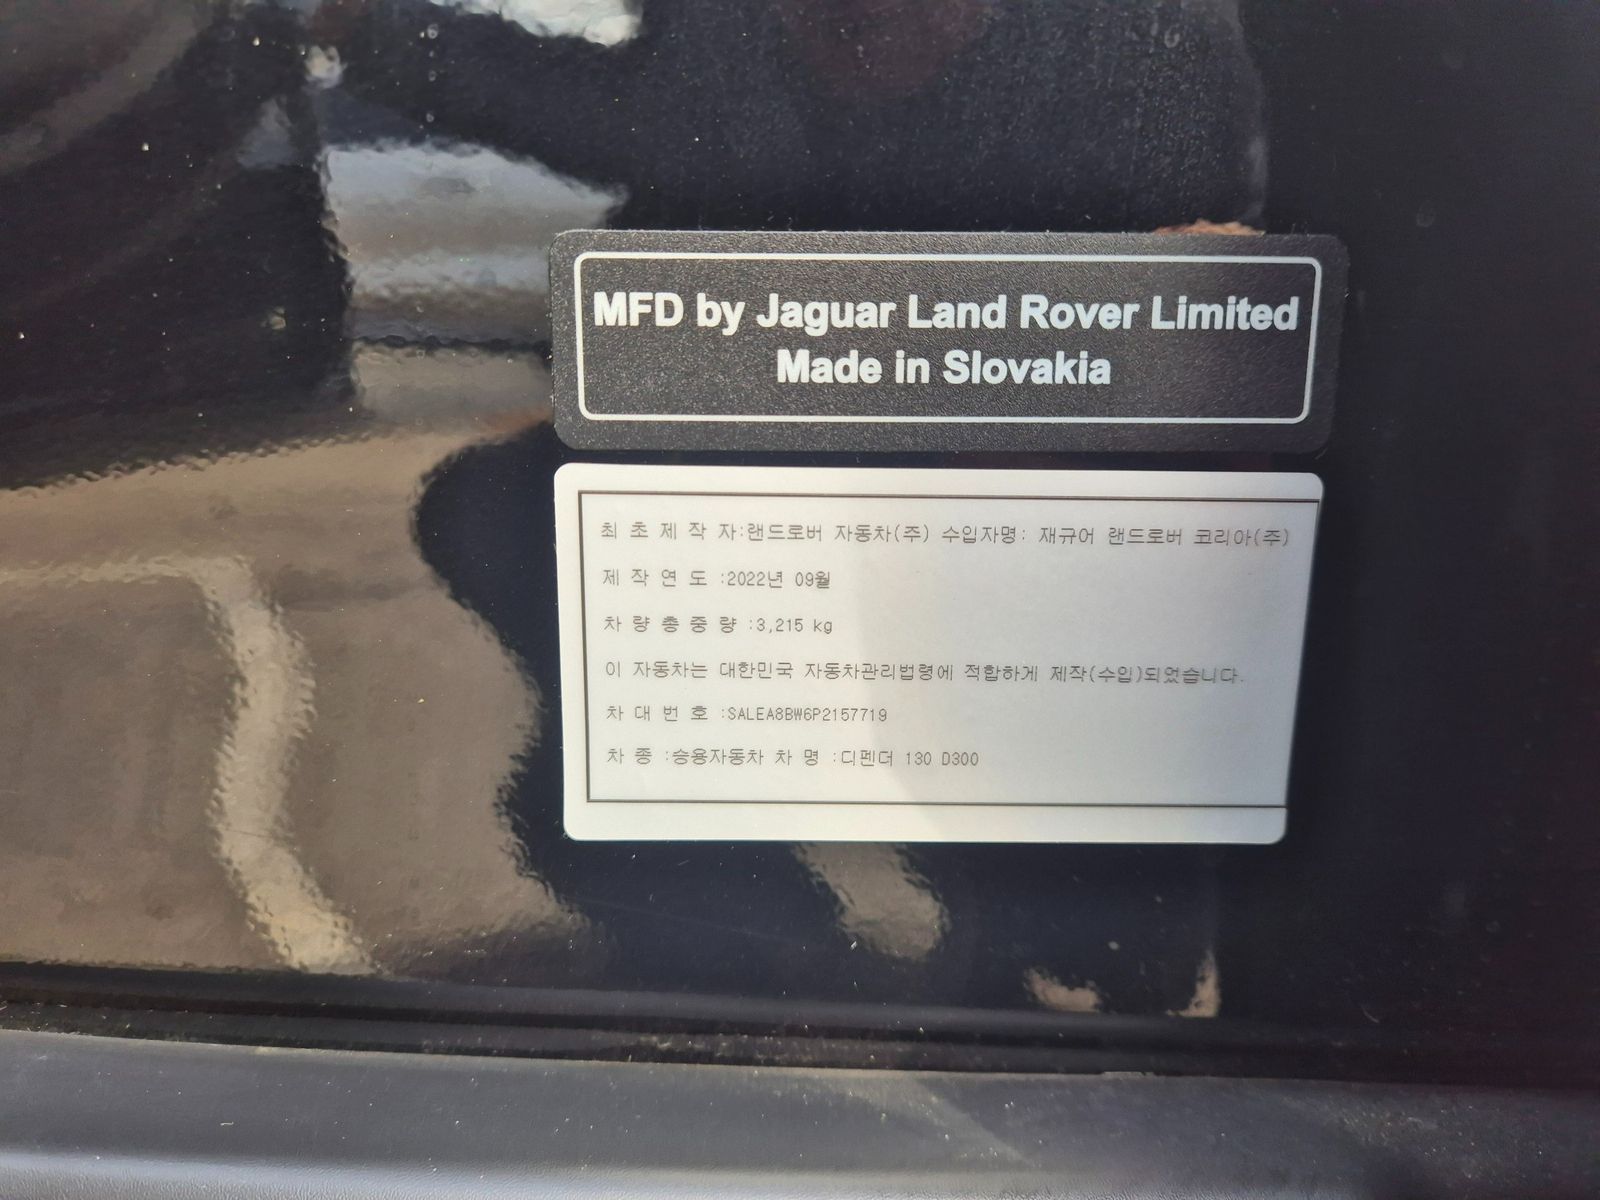 MFD by Jaguar Land Rover Limited
Made in Slovakia
최 초 제 작 자:랜드로버 자동차(주) 수입자명: 재규어 랜드로버 코리아(주)
제 작 연 도 :2022년 09월
차 량 총 중 량 :3,215 kg
이 자동차는 대한민국 자동차관리법령에 적합하게 제작(수입)되었습니다.
차 대 번 호 :SALEA8BW6P2157719
차 종 :승용자동차 차 명 :디펜더 130 D300